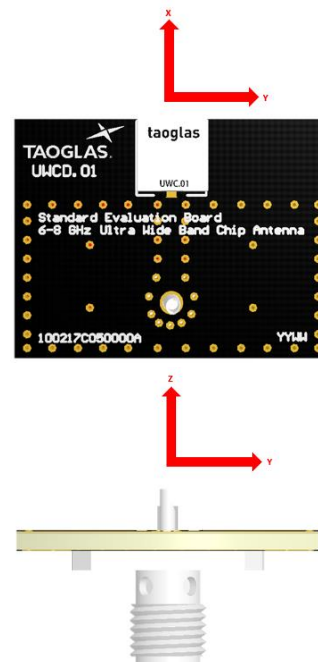 X
Y
taoglas
TAOGLAS.
UWCD.01
UWC.01
Standard Evaluation Board
6-8 GHz Ultra Wide Band Chip Antenna
100217C050000A
YYWW
Z
Y